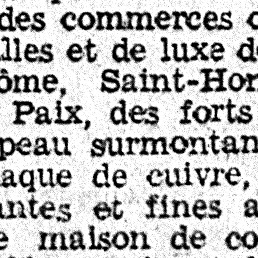 des commerces
lles et de luxe d
ôme, Saint-Hon
Paix, des forts
peau surmontan
aque de cuivre,
antes et fines a
e maison de co